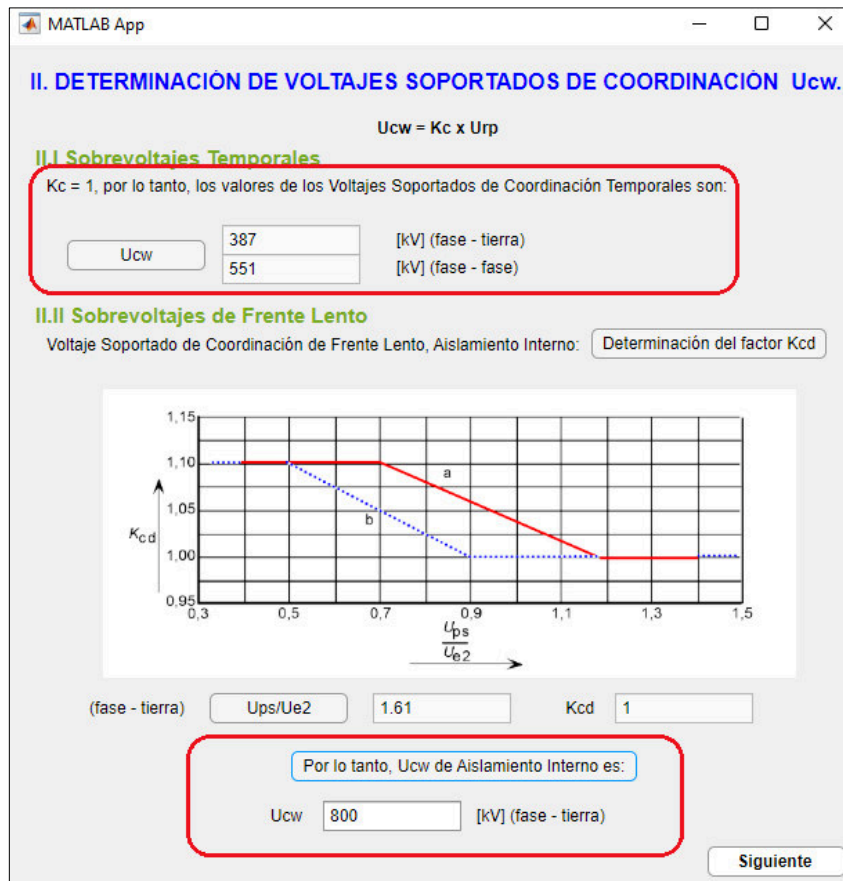 MATLAB App
II. DETERMINACIÓN DE VOLTAJES SOPORTADOS DE COORDINACIÓN Ucw.
Ucw = Kc x Urp
II.I Sobrevoltajes Temporales
Kc = 1, por lo tanto, los valores de los Voltajes Soportados de Coordinación Temporales son:
Ucw
387 [kV] (fase - tierra)
551 [kV] (fase - fase)
II.II Sobrevoltajes de Frente Lento
Voltaje Soportado de Coordinación de Frente Lento, Aislamiento Interno: Determinación del factor Kcd
1,15
1,10
1,05
1,00
0,95
Kcd
a
b
0,3 0,5 0,7 0,9 1,1 1,3 1,5
Ups
Ue2
(fase - tierra) Ups/Ue2 1.61 Kcd 1
Por lo tanto, Ucw de Aislamiento Interno es:
Ucw 800 [kV] (fase - tierra)
Siguiente